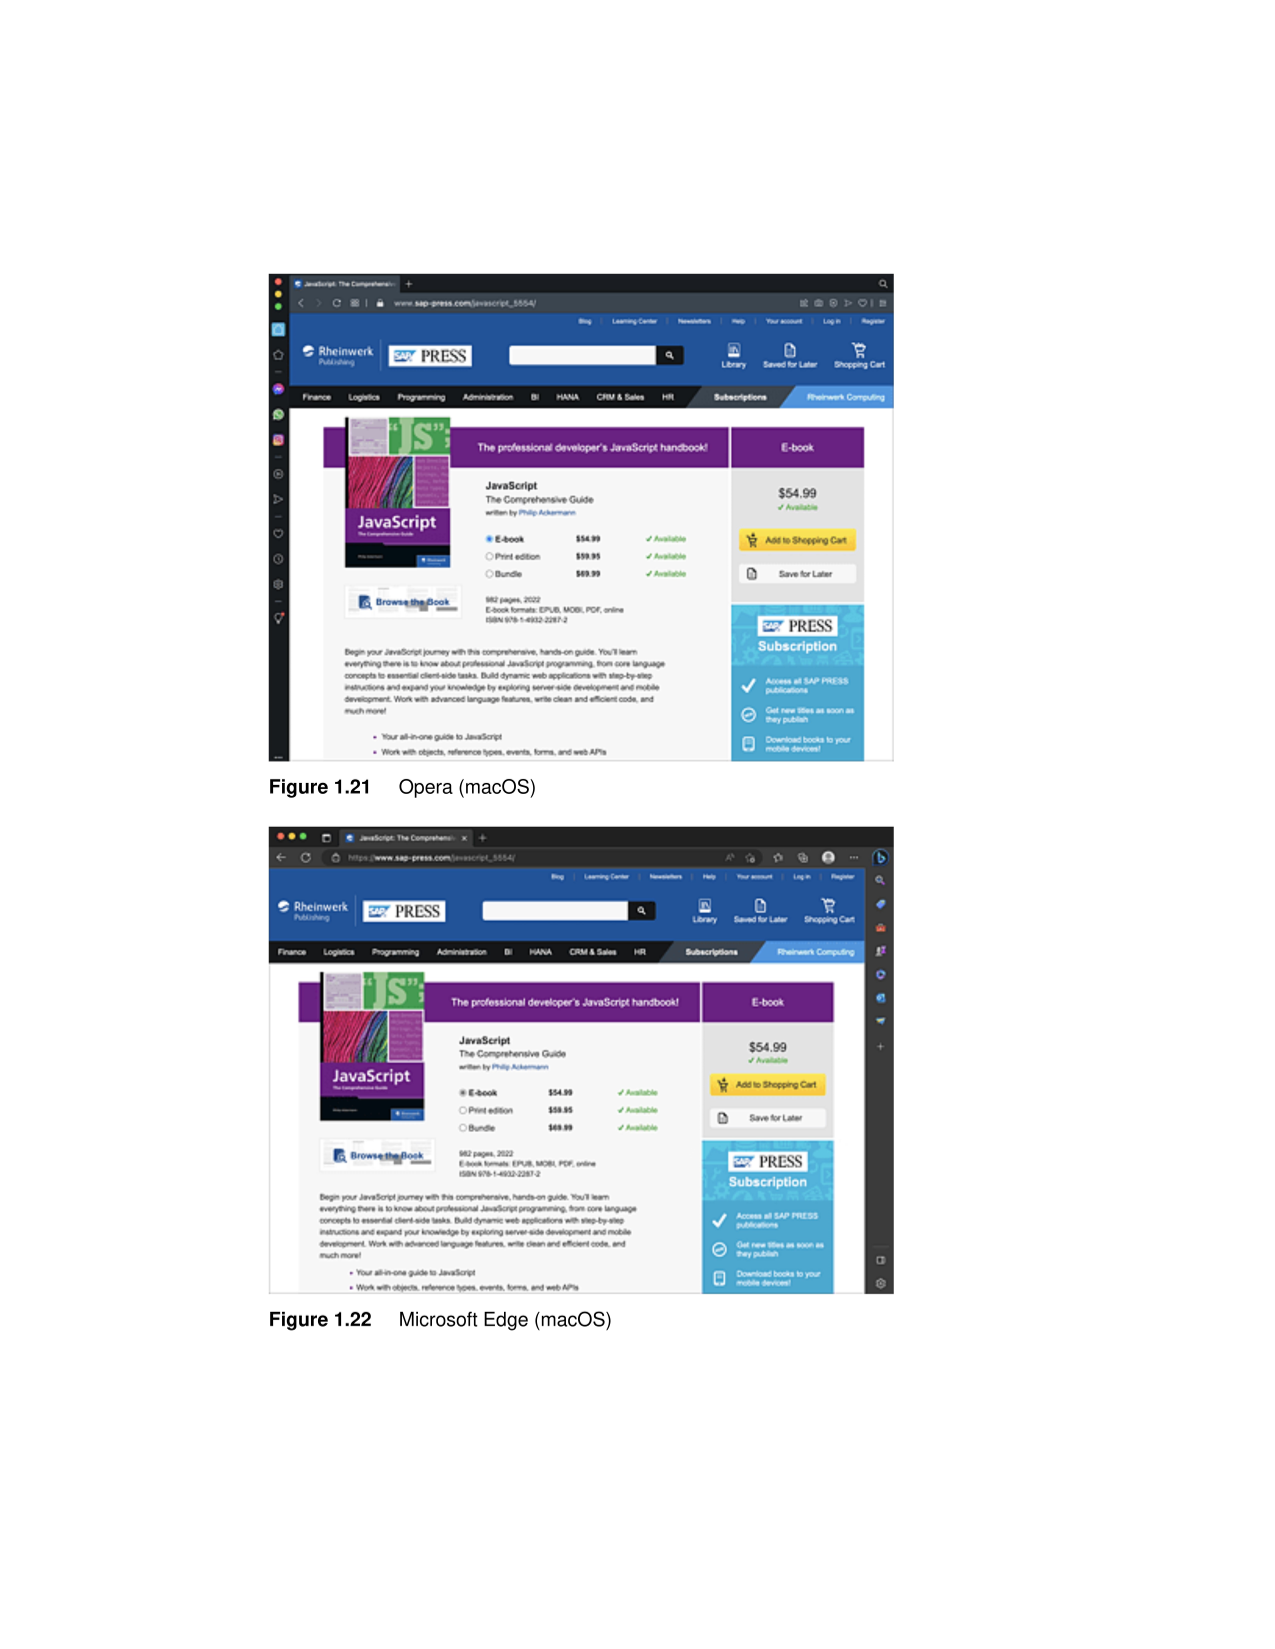 JavaScript: The Comprehensiv
www.sap-press.com/javascript_5554/
Blog Learning Center Newsletters Help Your account Log in Register
Rheinwerk
Publishing
SAP PRESS
Library Saved for Later Shopping Cart
Finance Logistics Programming Administration BI HANA CRM & Sales HR Subscriptions Rheinwerk Computing
"JS",
The professional developer's JavaScript handbook!
E-book
JavaScript
The Comprehensive Guide
JavaScript
The Comprehensive Guide
written by Philip Ackermann
E-book $54.99 ✓ Available
Print edition $59.95 ✓ Available
Bundle $69.99 ✓ Available
$54.99
✓ Available
Add to Shopping Cart
Save for Later
Browse the Book
982 pages, 2022
E-book formats: EPUB, MOBI, PDF, online
ISBN 978-1-4932-2287-2
SAP PRESS
Subscription
Access all SAP PRESS
publications
Get new titles as soon as
they publish
Download books to your
mobile devices!
Begin your JavaScript journey with this comprehensive, hands-on guide. You'll learn
everything there is to know about professional JavaScript programming, from core language
concepts to essential client-side tasks. Build dynamic web applications with step-by-step
instructions and expand your knowledge by exploring server-side development and mobile
development. Work with advanced language features, write clean and efficient code, and
much more!
• Your all-in-one guide to JavaScript
• Work with objects, reference types, events, forms, and web APIs
Figure 1.21 Opera (macOS)
JavaScript: The Comprehensiv
https://www.sap-press.com/javascript_5554/
Blog Learning Center Newsletters Help Your account Log in Register
Rheinwerk
Publishing
SAP PRESS
Library Saved for Later Shopping Cart
Finance Logistics Programming Administration BI HANA CRM & Sales HR Subscriptions Rheinwerk Computing
"JS",
The professional developer's JavaScript handbook!
E-book
JavaScript
The Comprehensive Guide
JavaScript
The Comprehensive Guide
written by Philip Ackermann
E-book $54.99 ✓ Available
Print edition $59.95 ✓ Available
Bundle $69.99 ✓ Available
$54.99
✓ Available
Add to Shopping Cart
Save for Later
Browse the Book
982 pages, 2022
E-book formats: EPUB, MOBI, PDF, online
ISBN 978-1-4932-2287-2
SAP PRESS
Subscription
Access all SAP PRESS
publications
Get new titles as soon as
they publish
Download books to your
mobile devices!
Begin your JavaScript journey with this comprehensive, hands-on guide. You'll learn
everything there is to know about professional JavaScript programming, from core language
concepts to essential client-side tasks. Build dynamic web applications with step-by-step
instructions and expand your knowledge by exploring server-side development and mobile
development. Work with advanced language features, write clean and efficient code, and
much more!
• Your all-in-one guide to JavaScript
• Work with objects, reference types, events, forms, and web APIs
Figure 1.22 Microsoft Edge (macOS)